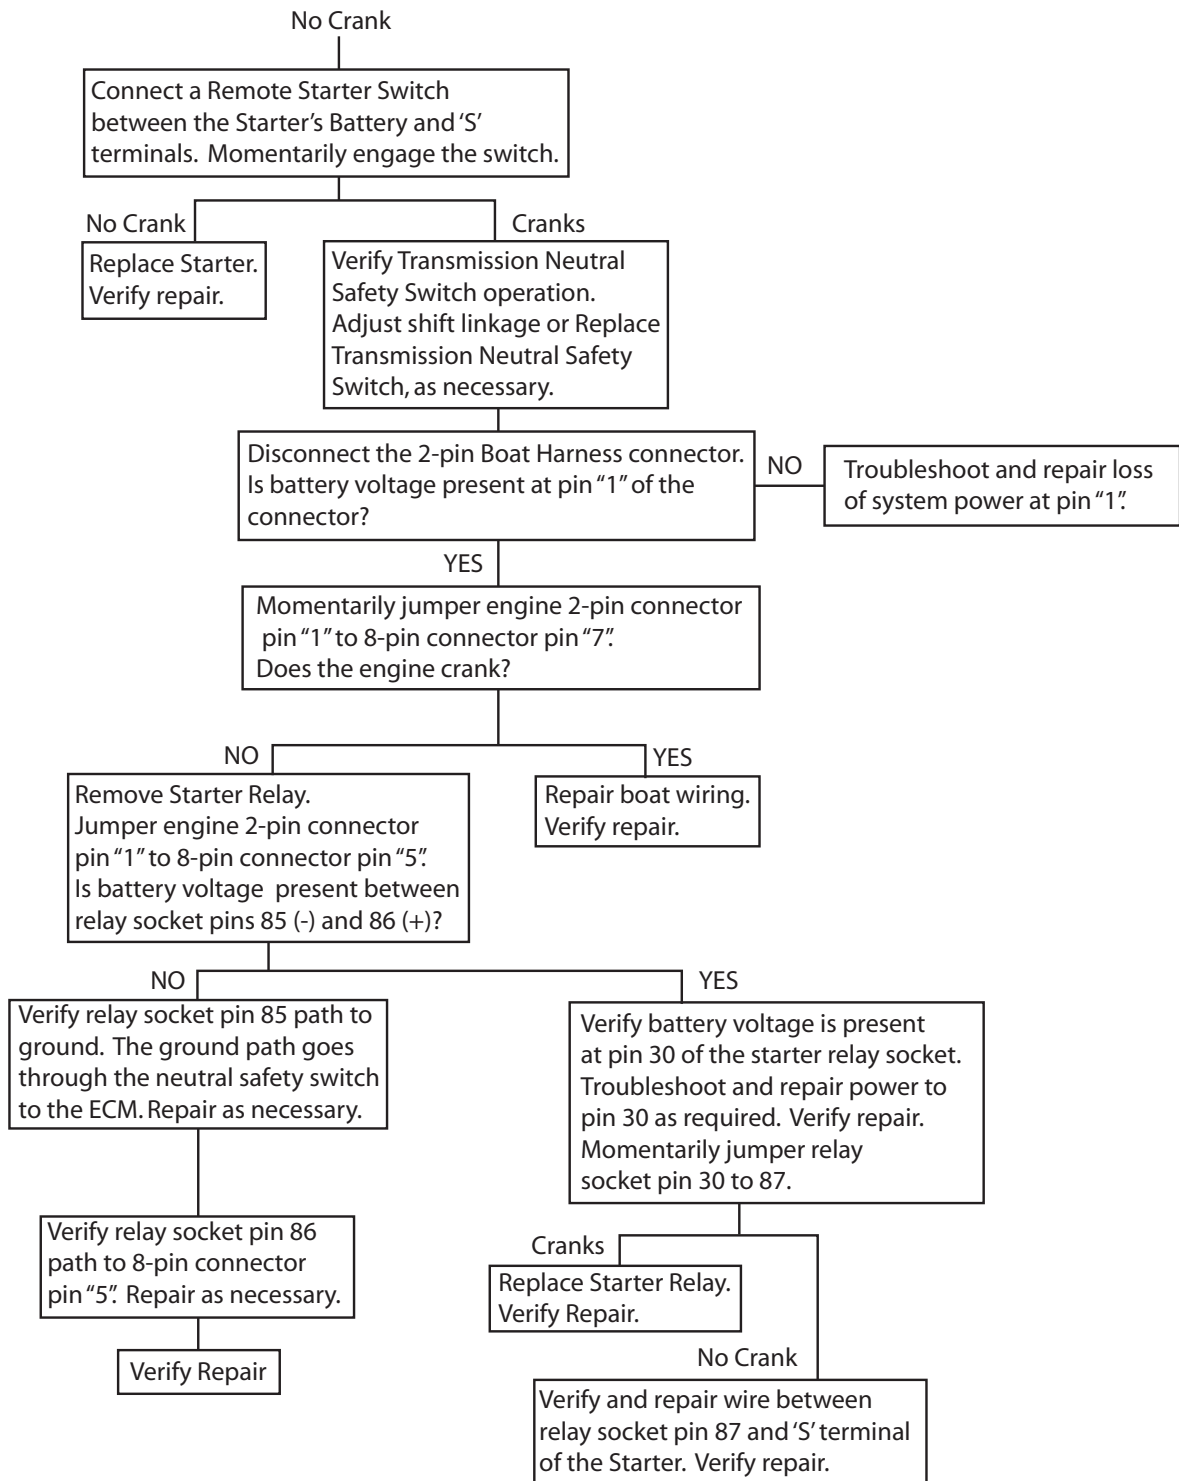 No Crank
Connect a Remote Starter Switch
between the Starter's Battery and 'S'
terminals. Momentarily engage the switch.
No Crank
Cranks
Replace Starter.
Verify repair.
Verify Transmission Neutral
Safety Switch operation.
Adjust shift linkage or Replace
Transmission Neutral Safety
Switch, as necessary.
Disconnect the 2-pin Boat Harness connector.
Is battery voltage present at pin "1" of the
connector?
NO
Troubleshoot and repair loss
of system power at pin "1".
YES
Momentarily jumper engine 2-pin connector
pin "1" to 8-pin connector pin "7".
Does the engine crank?
NO
YES
Remove Starter Relay.
Jumper engine 2-pin connector
pin "1" to 8-pin connector pin "5".
Is battery voltage present between
relay socket pins 85 (-) and 86 (+)?
Repair boat wiring.
Verify repair.
NO
YES
Verify relay socket pin 85 path to
ground. The ground path goes
through the neutral safety switch
to the ECM. Repair as necessary.
Verify battery voltage is present
at pin 30 of the starter relay socket.
Troubleshoot and repair power to
pin 30 as required. Verify repair.
Momentarily jumper relay
socket pin 30 to 87.
Verify relay socket pin 86
path to 8-pin connector
pin "5". Repair as necessary.
Cranks
Replace Starter Relay.
Verify Repair.
Verify Repair
No Crank
Verify and repair wire between
relay socket pin 87 and 'S' terminal
of the Starter. Verify repair.